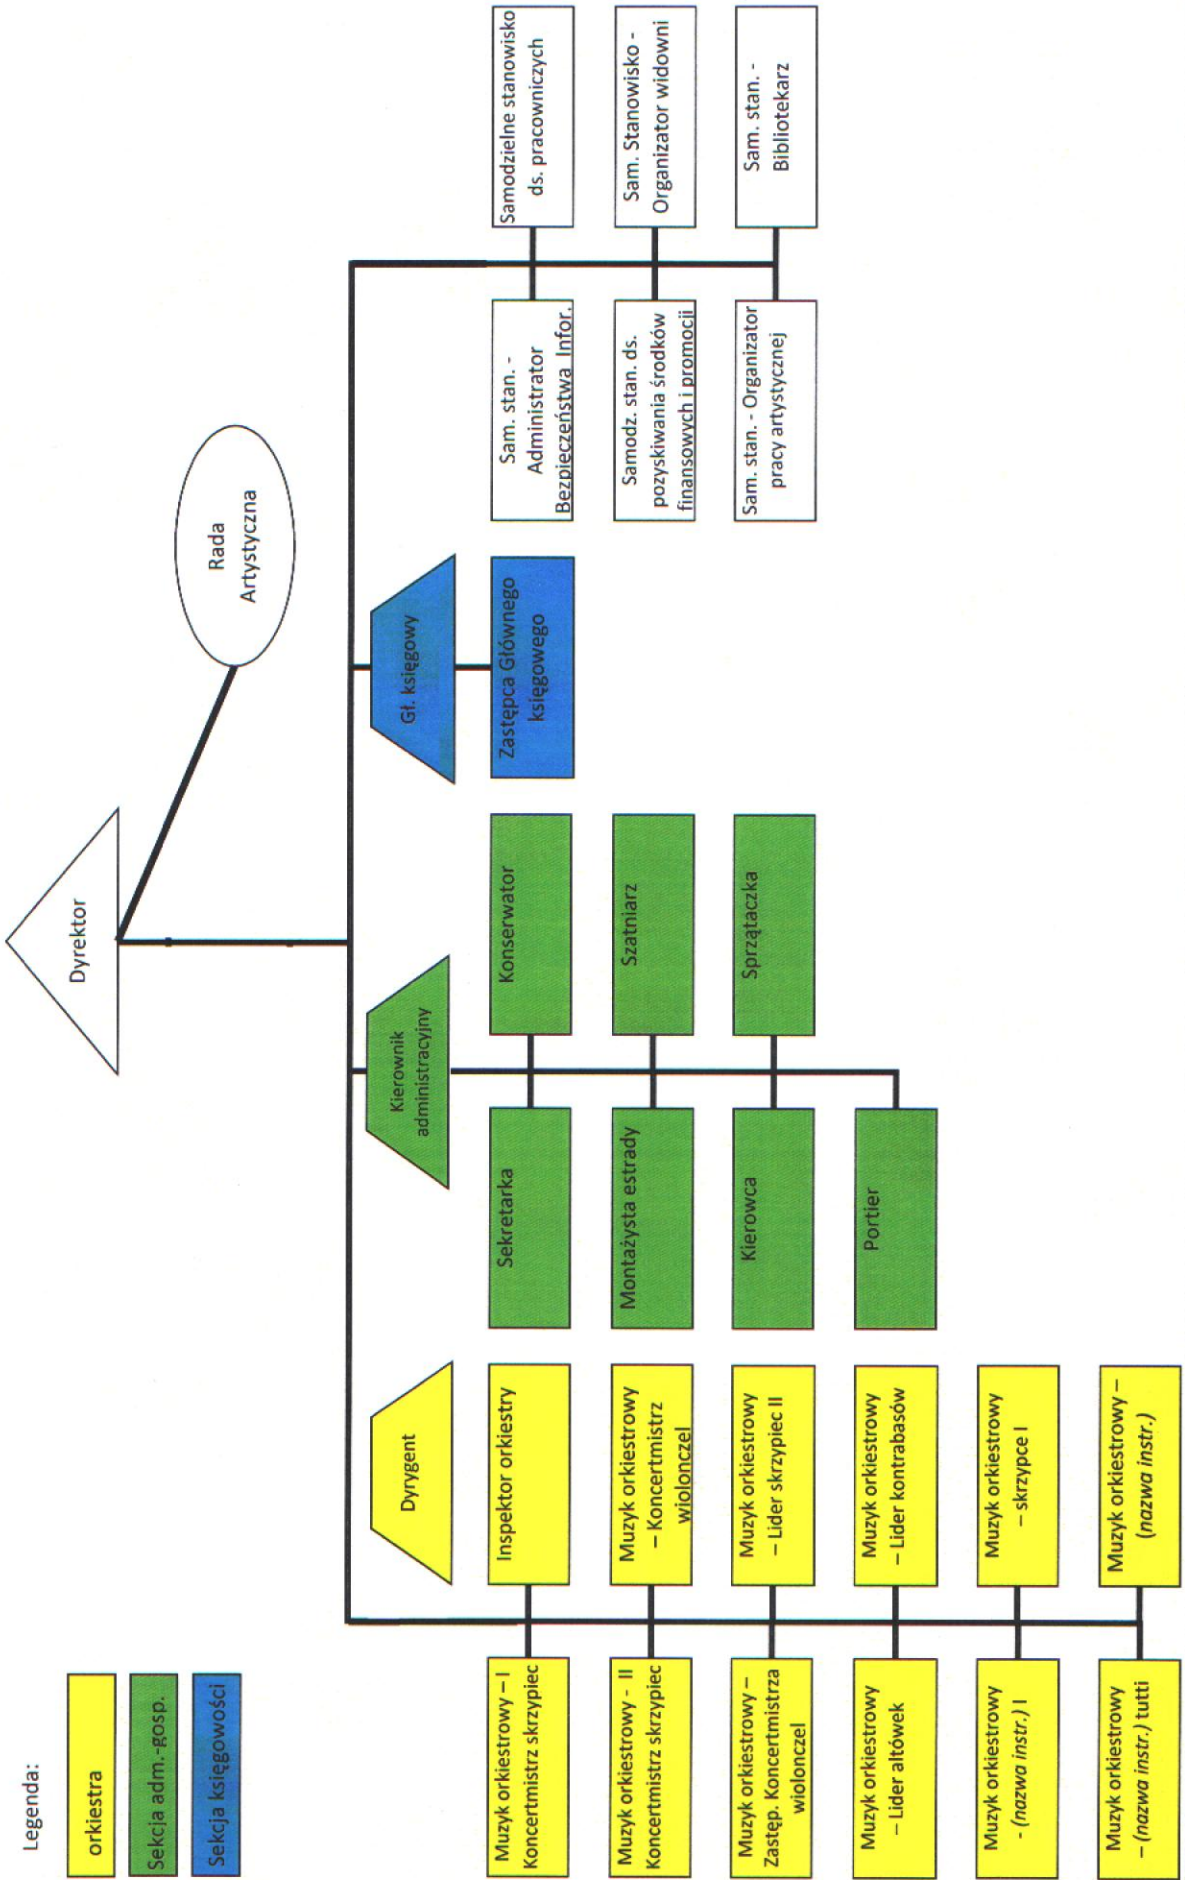 Legenda:
orkiestra
Sekcja adm.-gosp.
Sekcja księgowości
Dyrektor
Rada
Artystyczna
Dyrygent
Kierownik
administracyjny
Gł. księgowy
Muzyk orkiestrowy – I
Koncertmistrz skrzypiec
Inspektor orkiestry
Muzyk orkiestrowy - II
Koncertmistrz skrzypiec
Muzyk orkiestrowy
– Koncertmistrz
wiolonczel
Muzyk orkiestrowy –
Zastęp. Koncertmistrza
wiolonczel
Muzyk orkiestrowy
– Lider skrzypiec II
Muzyk orkiestrowy
– Lider altówek
Muzyk orkiestrowy
– Lider kontrabasów
Muzyk orkiestrowy
- (nazwa instr.) I
Muzyk orkiestrowy
– skrzypce I
Muzyk orkiestrowy
– (nazwa instr.) tutti
Muzyk orkiestrowy –
(nazwa instr.)
Sekretarka
Konserwator
Montażysta estrady
Szatniarz
Kierowca
Sprzątaczka
Portier
Zastępca Głównego
księgowego
Sam. stan. -
Administrator
Bezpieczeństwa Infor.
Samodzielne stanowisko
ds. pracowniczych
Samodz. stan. ds.
pozyskiwania środków
finansowych i promocji
Sam. Stanowisko -
Organizator widowni
Sam. stan. - Organizator
pracy artystycznej
Sam. stan. -
Bibliotekarz